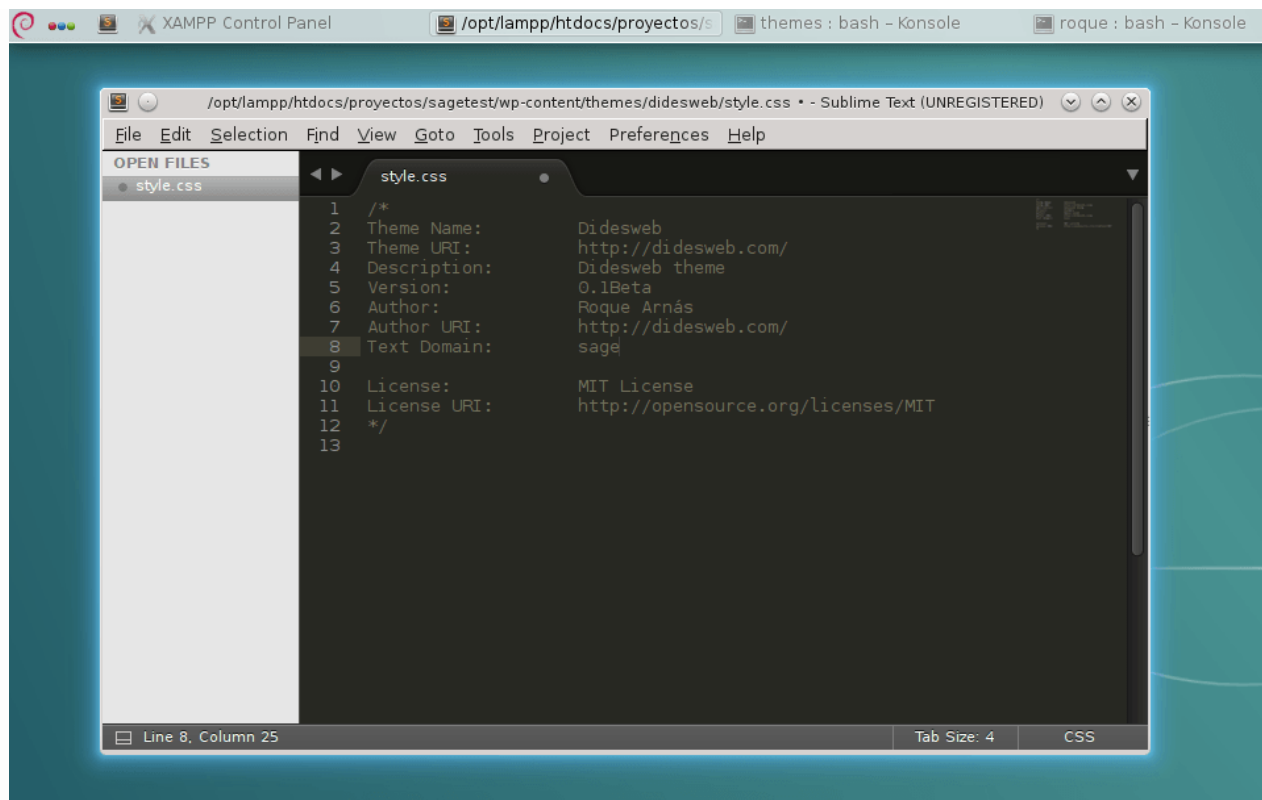 XAMPP Control Panel /opt/lampp/htdocs/proyectos/s themes : bash – Konsole roque : bash – Konsole
/opt/lampp/htdocs/proyectos/sagetest/wp-content/themes/didesweb/style.css • - Sublime Text (UNREGISTERED)
File Edit Selection Find View Goto Tools Project Preferences Help
OPEN FILES
style.css
style.css
1 /*
2 Theme Name: Didesweb
3 Theme URI: http://didesweb.com/
4 Description: Didesweb theme
5 Version: 0.1Beta
6 Author: Roque Arnás
7 Author URI: http://didesweb.com/
8 Text Domain: sage
9
10 License: MIT License
11 License URI: http://opensource.org/licenses/MIT
12 */
13
Line 8, Column 25 Tab Size: 4 CSS